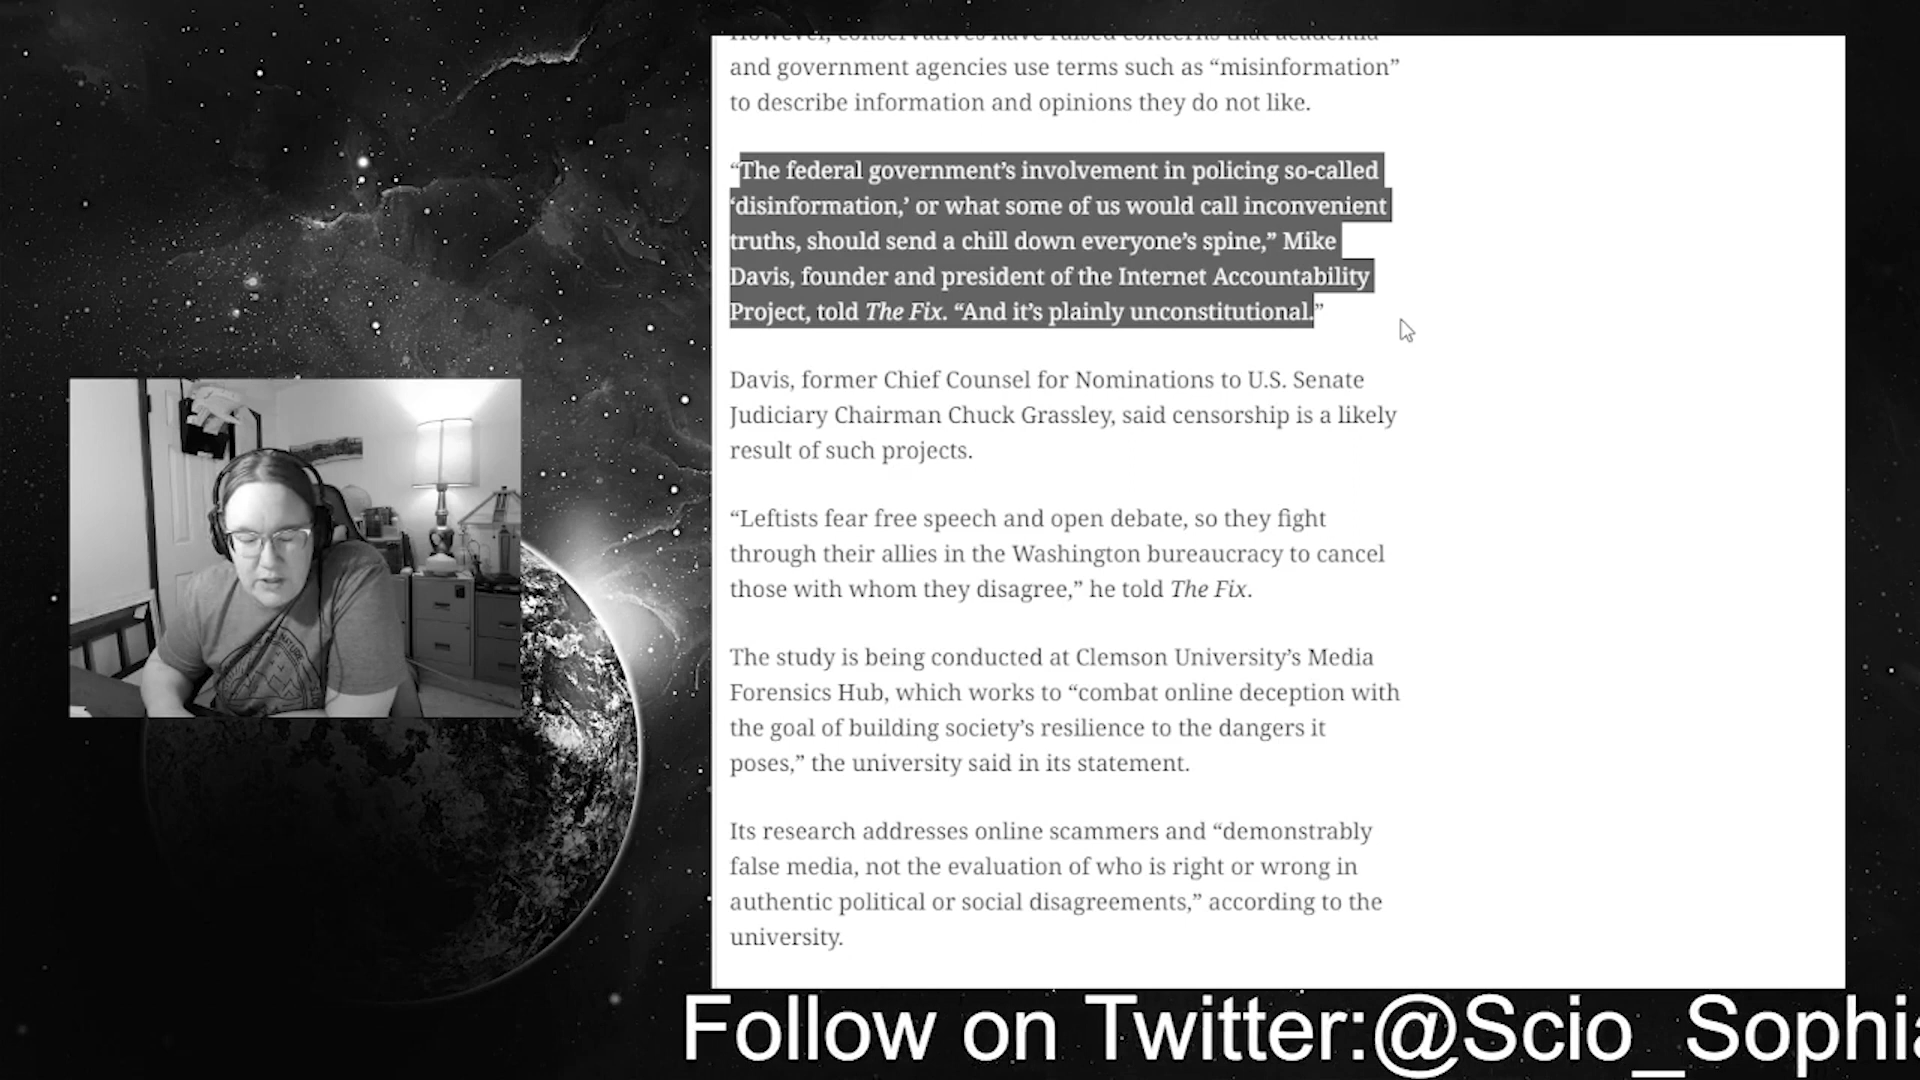 However, conservatives have raised concerns that academia
and government agencies use terms such as “misinformation”
to describe information and opinions they do not like.
“The federal government’s involvement in policing so-called
‘disinformation,’ or what some of us would call inconvenient
truths, should send a chill down everyone’s spine,” Mike
Davis, founder and president of the Internet Accountability
Project, told The Fix. “And it’s plainly unconstitutional.”
Davis, former Chief Counsel for Nominations to U.S. Senate
Judiciary Chairman Chuck Grassley, said censorship is a likely
result of such projects.
“Leftists fear free speech and open debate, so they fight
through their allies in the Washington bureaucracy to cancel
those with whom they disagree,” he told The Fix.
The study is being conducted at Clemson University’s Media
Forensics Hub, which works to “combat online deception with
the goal of building society’s resilience to the dangers it
poses,” the university said in its statement.
Its research addresses online scammers and “demonstrably
false media, not the evaluation of who is right or wrong in
authentic political or social disagreements,” according to the
university.
Follow on Twitter:@Scio_Sophia